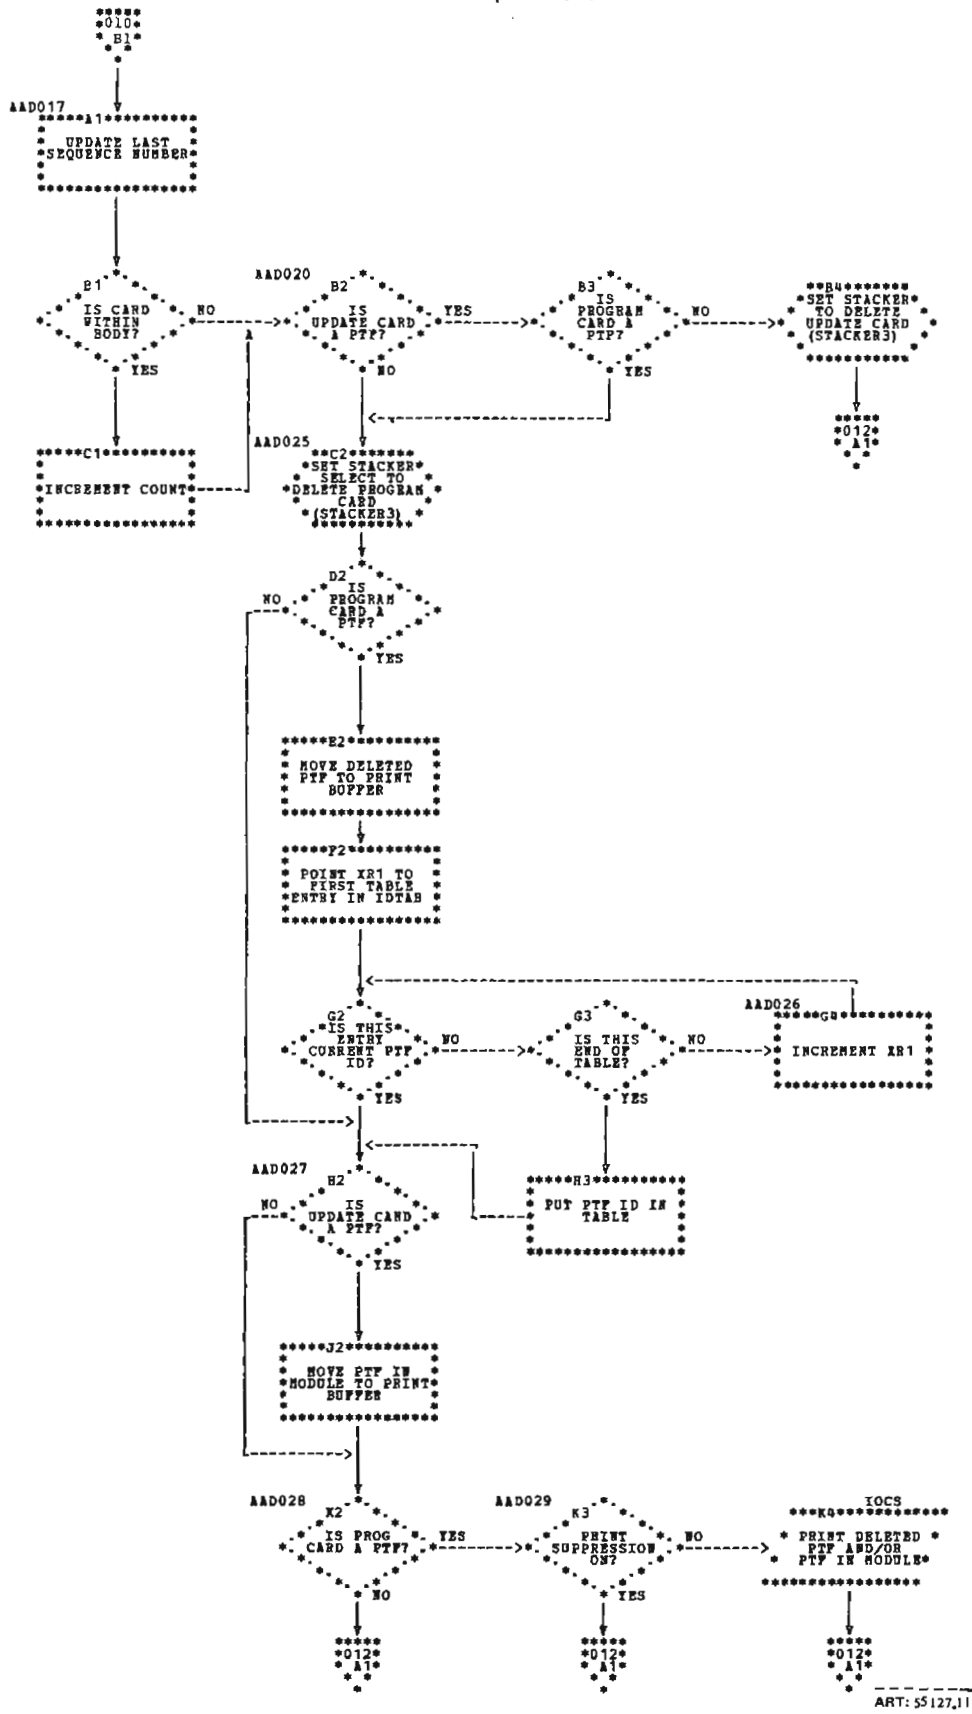 010
B1
AAD017
A1
UPDATE LAST
SEQUENCE NUMBER
B1
IS CARD
WITHIN
BODY?
NO
YES
AAD020
B2
IS
UPDATE CARD
A PTF?
YES
NO
B3
IS
PROGRAM
CARD A
PTF?
NO
YES
B4
SET STACKER
TO DELETE
UPDATE CARD
(STACKER3)
012
A1
C1
INCREMENT COUNT
AAD025
C2
SET STACKER
SELECT TO
DELETE PROGRAM
CARD
(STACKER3)
D2
IS
PROGRAM
CARD A
PTF?
NO
YES
E2
MOVE DELETED
PTF TO PRINT
BUFFER
F2
POINT XR1 TO
FIRST TABLE
ENTRY IN IDTAB
G2
IS THIS
ENTRY
CURRENT PTF
ID?
NO
YES
G3
IS THIS
END OF
TABLE?
NO
YES
AAD026
G4
INCREMENT XR1
AAD027
H2
IS
UPDATE CARD
A PTF?
NO
YES
H3
PUT PTF ID IN
TABLE
J2
MOVE PTF IN
MODULE TO PRINT
BUFFER
AAD028
K2
IS PROG
CARD A PTF?
YES
NO
AAD029
K3
PRINT
SUPPRESSION
ON?
NO
YES
IOCS
K4
PRINT DELETED
PTF AND/OR
PTF IN MODULE
012
A1
012
A1
012
A1
ART: 55127.11